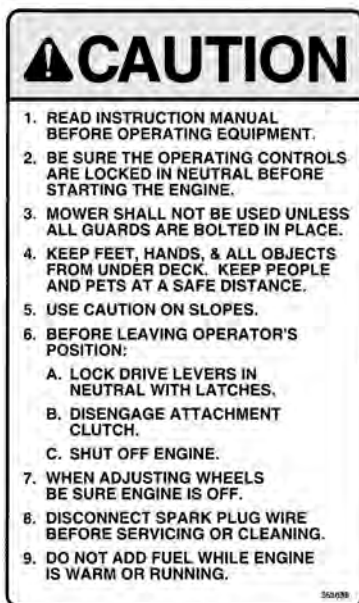 CAUTION
1. READ INSTRUCTION MANUAL
BEFORE OPERATING EQUIPMENT.
2. BE SURE THE OPERATING CONTROLS
ARE LOCKED IN NEUTRAL BEFORE
STARTING THE ENGINE.
3. MOWER SHALL NOT BE USED UNLESS
ALL GUARDS ARE BOLTED IN PLACE.
4. KEEP FEET, HANDS, & ALL OBJECTS
FROM UNDER DECK. KEEP PEOPLE
AND PETS AT A SAFE DISTANCE.
5. USE CAUTION ON SLOPES.
6. BEFORE LEAVING OPERATOR'S
POSITION:
A. LOCK DRIVE LEVERS IN
NEUTRAL WITH LATCHES.
B. DISENGAGE ATTACHMENT
CLUTCH.
C. SHUT OFF ENGINE.
7. WHEN ADJUSTING WHEELS
BE SURE ENGINE IS OFF.
8. DISCONNECT SPARK PLUG WIRE
BEFORE SERVICING OR CLEANING.
9. DO NOT ADD FUEL WHILE ENGINE
IS WARM OR RUNNING.